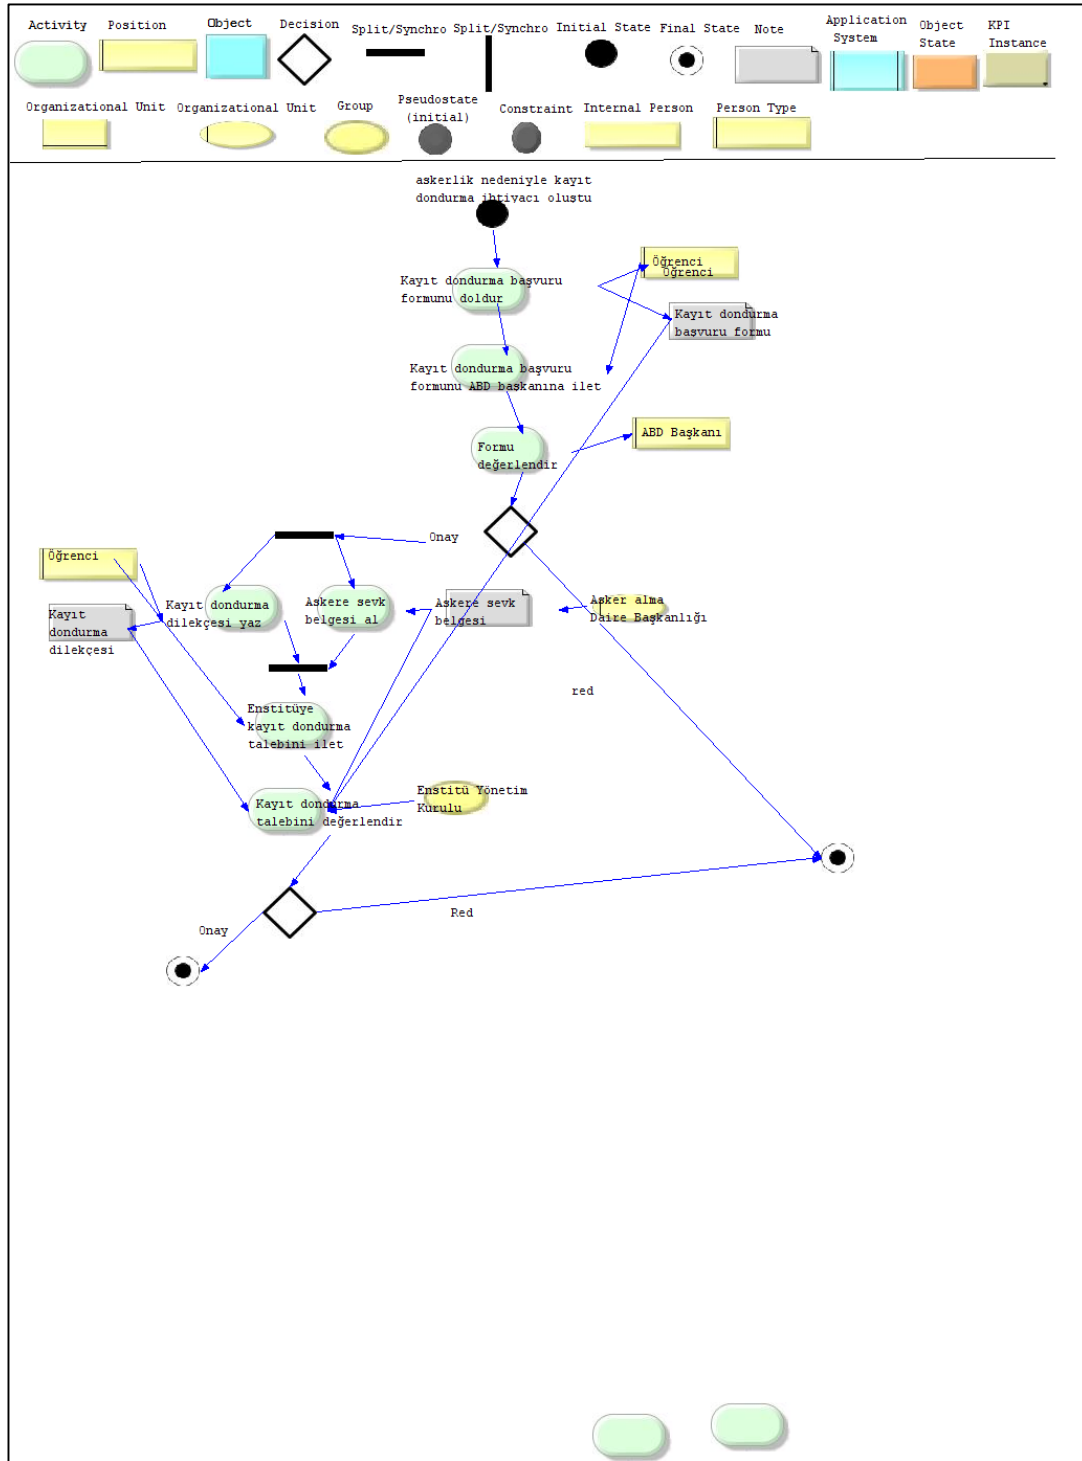 Activity
Position
Object
Decision
Split/Synchro
Split/Synchro
Initial State
Final State
Note
Application
System
Object
State
KPI
Instance
Organizational Unit
Organizational Unit
Group
Pseudostate
(initial)
Constraint
Internal Person
Person Type
askerlik nedeniyle kayıt
dondurma ihtiyacı oluştu
Kayıt dondurma başvuru
formunu doldur
Öğrenci
Öğrenci
Kayıt dondurma
başvuru formu
Kayıt dondurma başvuru
formunu ABD başkanına ilet
ABD Başkanı
Formu
değerlendir
Onay
Öğrenci
Kayıt
dondurma
dilekçesi
Kayıt dondurma
dilekçesi yaz
Askere sevk
belgesi al
Askere sevk
belgesi
Asker alma
Daire Başkanlığı
red
Enstitüye
kayıt dondurma
talebini ilet
Kayıt dondurma
talebini değerlendir
Enstitü Yönetim
Kurulu
Red
Onay